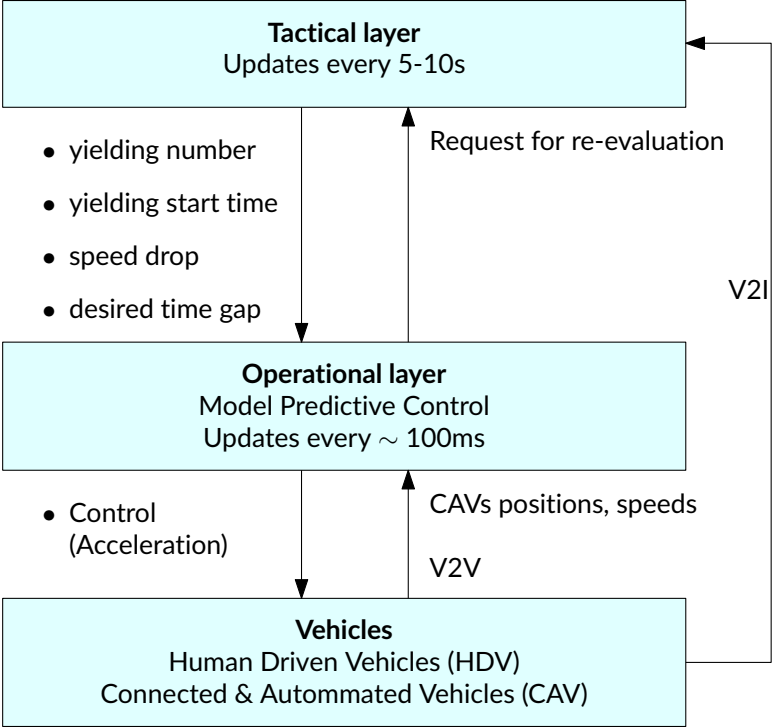 Tactical layer
Updates every 5-10s
• yielding number
• yielding start time
• speed drop
• desired time gap
Request for re-evaluation
V2I
Operational layer
Model Predictive Control
Updates every ∼ 100ms
• Control
(Acceleration)
CAVs positions, speeds
V2V
Vehicles
Human Driven Vehicles (HDV)
Connected & Autommated Vehicles (CAV)